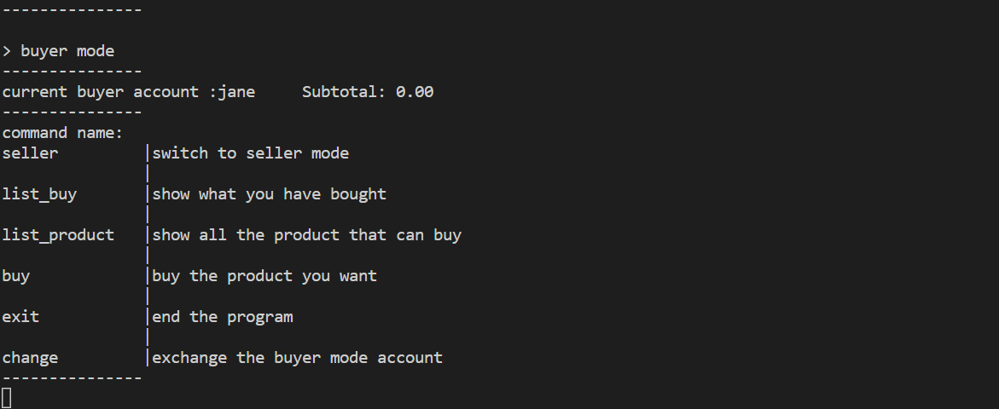 ---------------
> buyer mode
---------------
current buyer account :jane     Subtotal: 0.00
---------------
command name:
seller         |switch to seller mode
               |
list_buy       |show what you have bought
               |
list_product   |show all the product that can buy
               |
buy            |buy the product you want
               |
exit           |end the program
               |
change         |exchange the buyer mode account
---------------